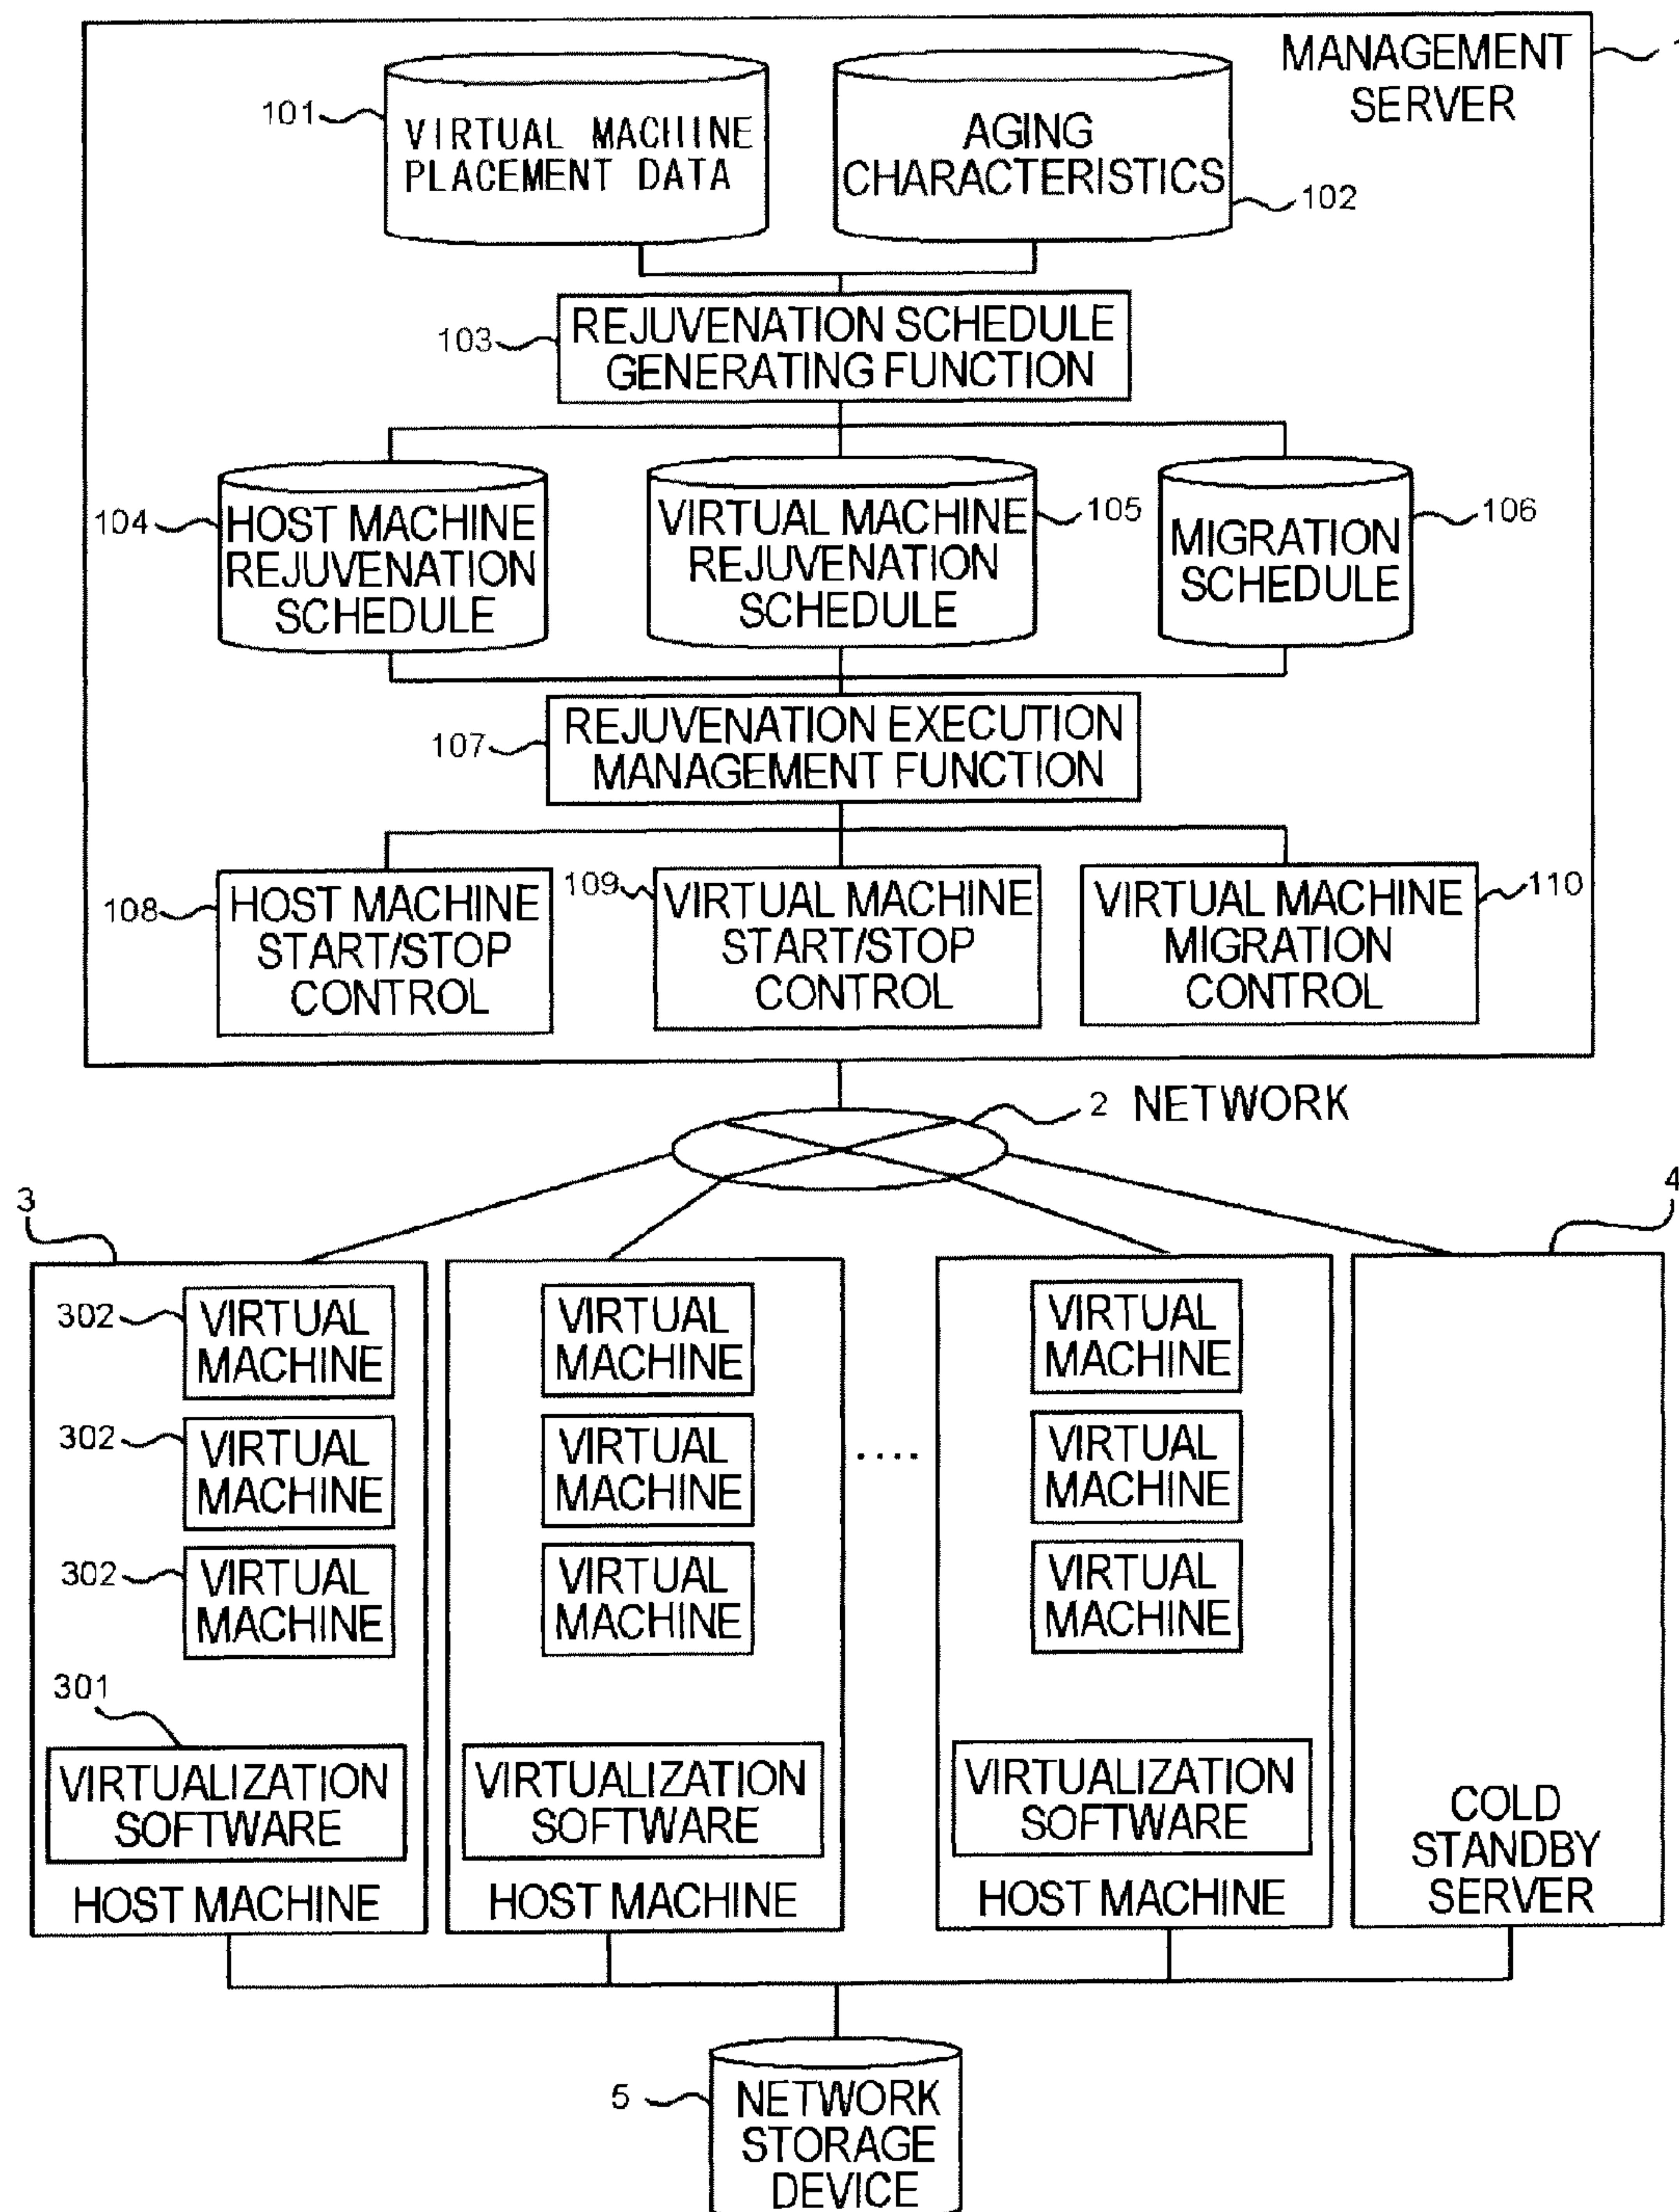 MANAGEMENT
SERVER
101
VIRTUAL MACHINE
PLACEMENT DATA
AGING
CHARACTERISTICS
102
103
REJUVENATION SCHEDULE
GENERATING FUNCTION
104
HOST MACHINE
REJUVENATION
SCHEDULE
VIRTUAL MACHINE
REJUVENATION
SCHEDULE
105
MIGRATION
SCHEDULE
106
107
REJUVENATION EXECUTION
MANAGEMENT FUNCTION
108
HOST MACHINE
START/STOP
CONTROL
109
VIRTUAL MACHINE
START/STOP
CONTROL
VIRTUAL MACHINE
MIGRATION
CONTROL
110
2 NETWORK
3
4
302
VIRTUAL
MACHINE
302
VIRTUAL
MACHINE
302
VIRTUAL
MACHINE
301
VIRTUALIZATION
SOFTWARE
HOST MACHINE
VIRTUAL
MACHINE
VIRTUAL
MACHINE
VIRTUAL
MACHINE
VIRTUALIZATION
SOFTWARE
HOST MACHINE
....
VIRTUAL
MACHINE
VIRTUAL
MACHINE
VIRTUAL
MACHINE
VIRTUALIZATION
SOFTWARE
HOST MACHINE
COLD
STANDBY
SERVER
5
NETWORK
STORAGE
DEVICE